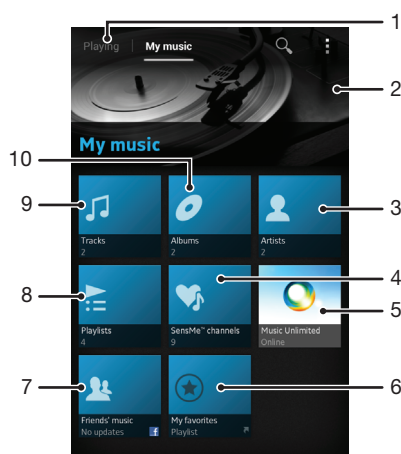 1
Playing | My music
2
My music
10
9
3
Tracks
2
Albums
2
Artists
2
8
4
5
Playlists
4
SensMe™ channels
9
Music Unlimited
Online
7
6
Friends' music
No updates
f
My favorites
Playlist